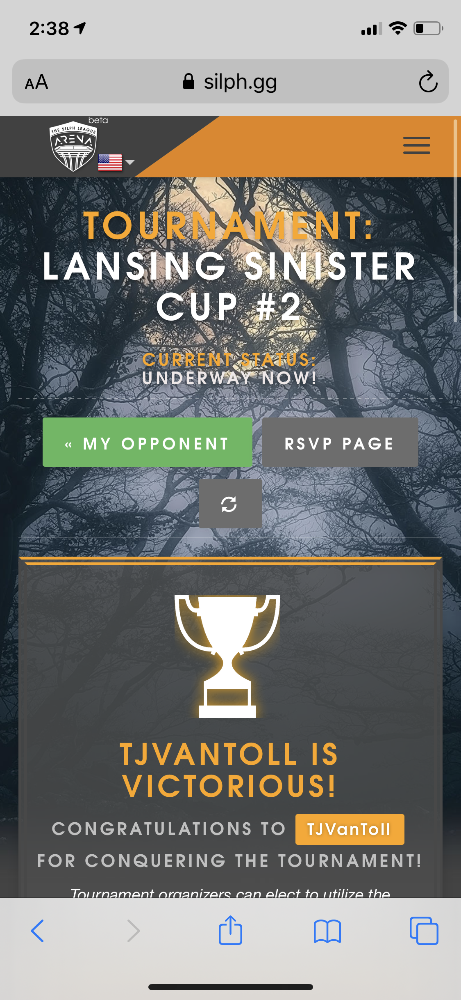 2:38
AA silph.gg
beta
THE SILPH LEAGUE
ARENA
TOURNAMENT:
LANSING SINISTER
CUP #2
CURRENT STATUS:
UNDERWAY NOW!
« MY OPPONENT
RSVP PAGE
TJVANTOLL IS
VICTORIOUS!
CONGRATULATIONS TO TJVanToll
FOR CONQUERING THE TOURNAMENT!
Tournament organizers can elect to utilize the